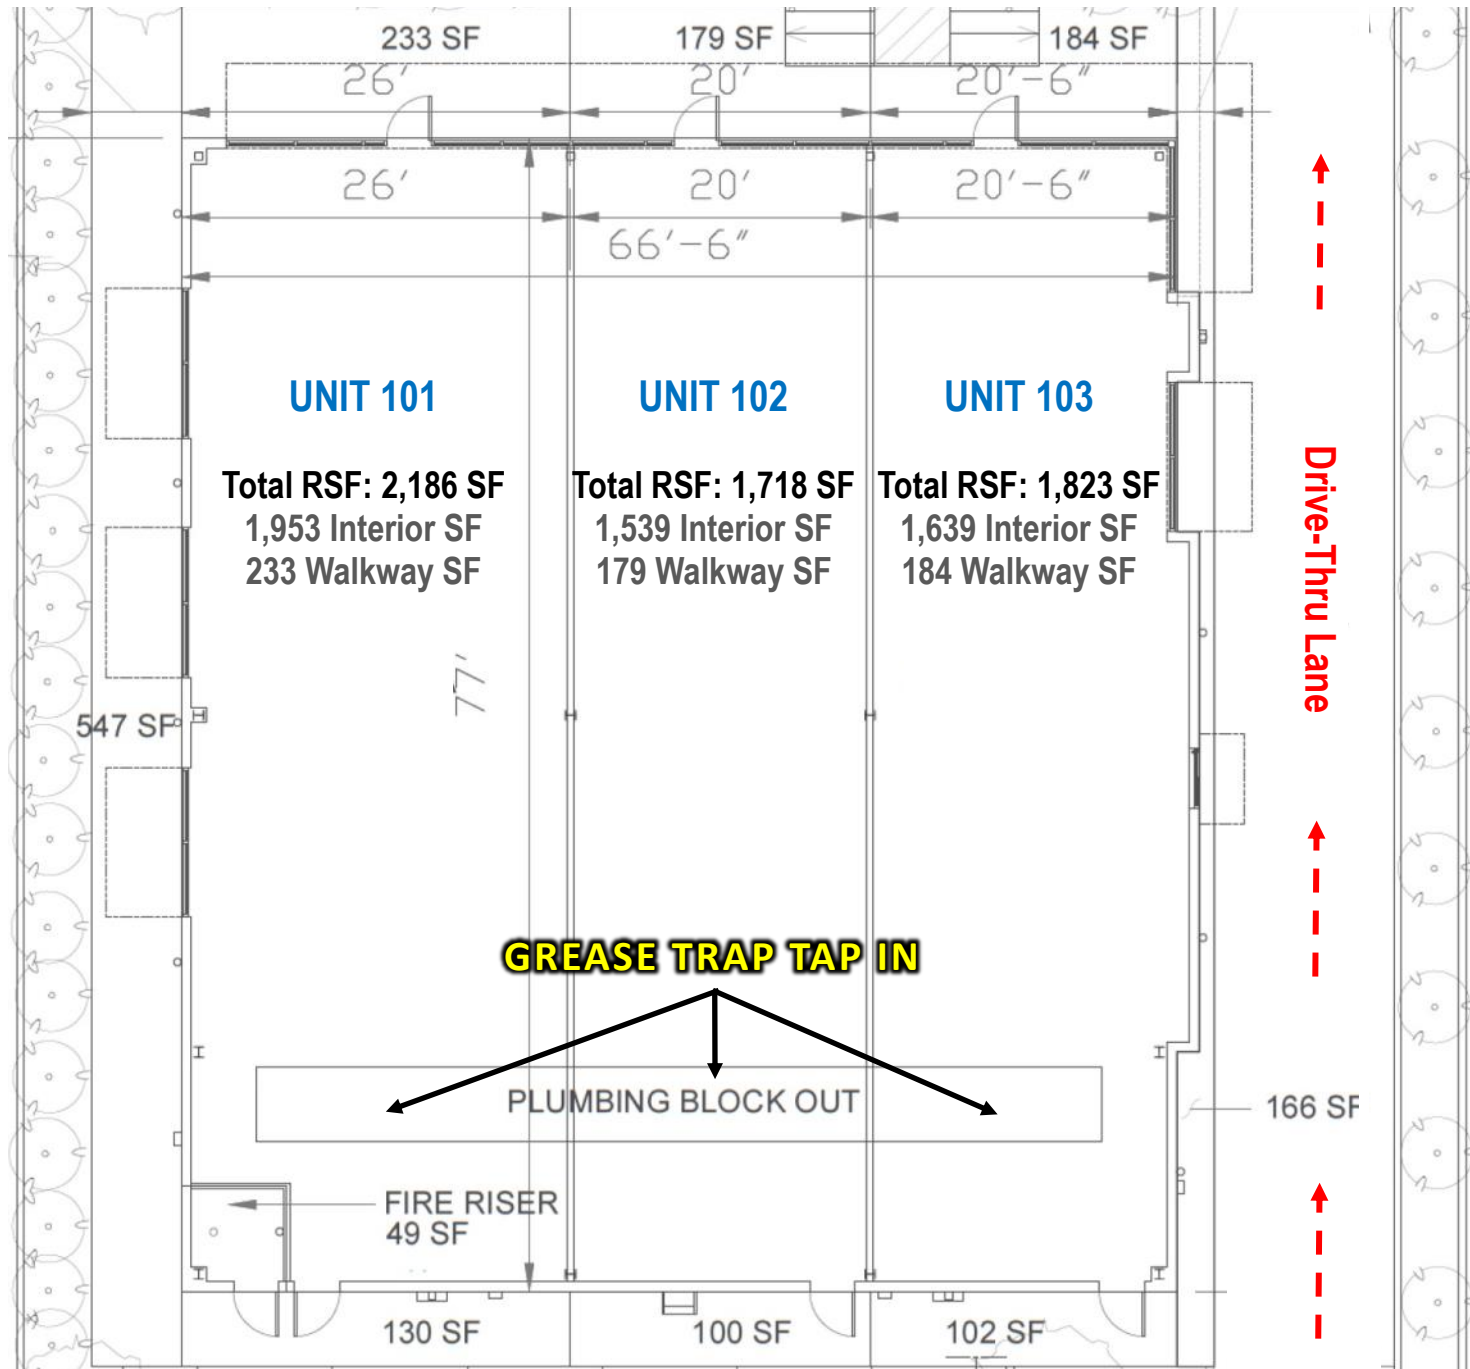 233 SF
179 SF
184 SF
26'
20'
20'-6"
26'
20'
20'-6"
66'-6"
UNIT 101
UNIT 102
UNIT 103
Total RSF: 2,186 SF
1,953 Interior SF
233 Walkway SF
Total RSF: 1,718 SF
1,539 Interior SF
179 Walkway SF
Total RSF: 1,823 SF
1,639 Interior SF
184 Walkway SF
Drive-Thru Lane
77'
547 SF
GREASE TRAP TAP IN
PLUMBING BLOCK OUT
166 SF
FIRE RISER
49 SF
130 SF
100 SF
102 SF